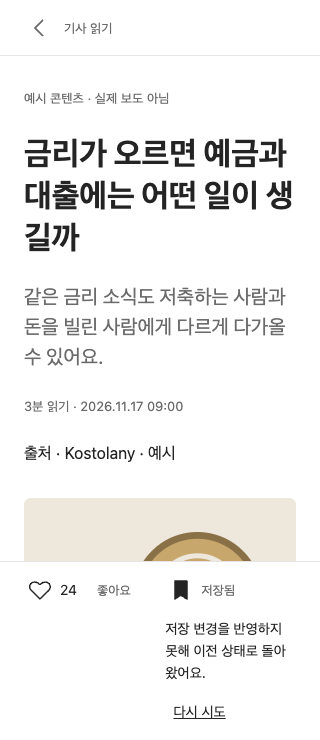 기사 읽기
예시 콘텐츠 · 실제 보도 아님
금리가 오르면 예금과
대출에는 어떤 일이 생
길까
같은 금리 소식도 저축하는 사람과
돈을 빌린 사람에게 다르게 다가올
수 있어요.
3분 읽기 · 2026.11.17 09:00
출처 · Kostolany · 예시
24 좋아요 저장됨
저장 변경을 반영하지
못해 이전 상태로 돌아
왔어요.
다시 시도